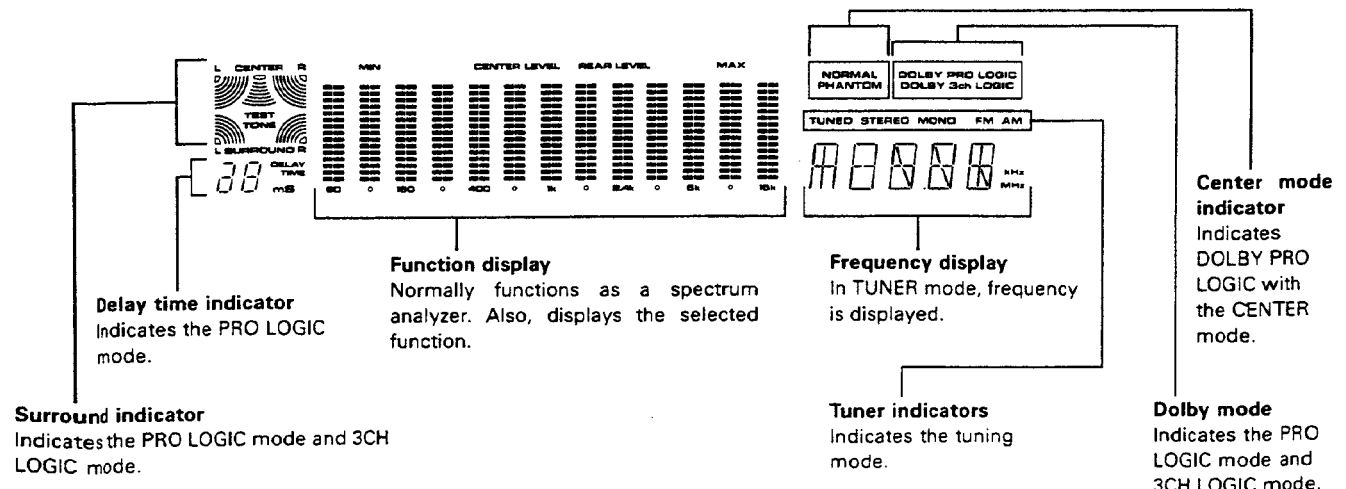 L CENTER R
TEST
TONE
L SURROUND R
DELAY
TIME
mS
MIN CENTER LEVEL REAR LEVEL MAX
60 o 160 o 400 o 1k o 2.4k o 6k o 15k
NORMAL
PHANTOM
DOLBY PRO LOGIC
DOLBY 3ch LOGIC
TUNED STEREO MONO FM AM
kHz
MHz
Center mode
indicator
Indicates
DOLBY PRO
LOGIC with
the CENTER
mode.
Function display
Normally functions as a spectrum
analyzer. Also, displays the selected
function.
Frequency display
In TUNER mode, frequency
is displayed.
Delay time indicator
Indicates the PRO LOGIC
mode.
Surround indicator
Indicates the PRO LOGIC mode and 3CH
LOGIC mode.
Tuner indicators
Indicates the tuning
mode.
Dolby mode
Indicates the PRO
LOGIC mode and
3CH LOGIC mode.